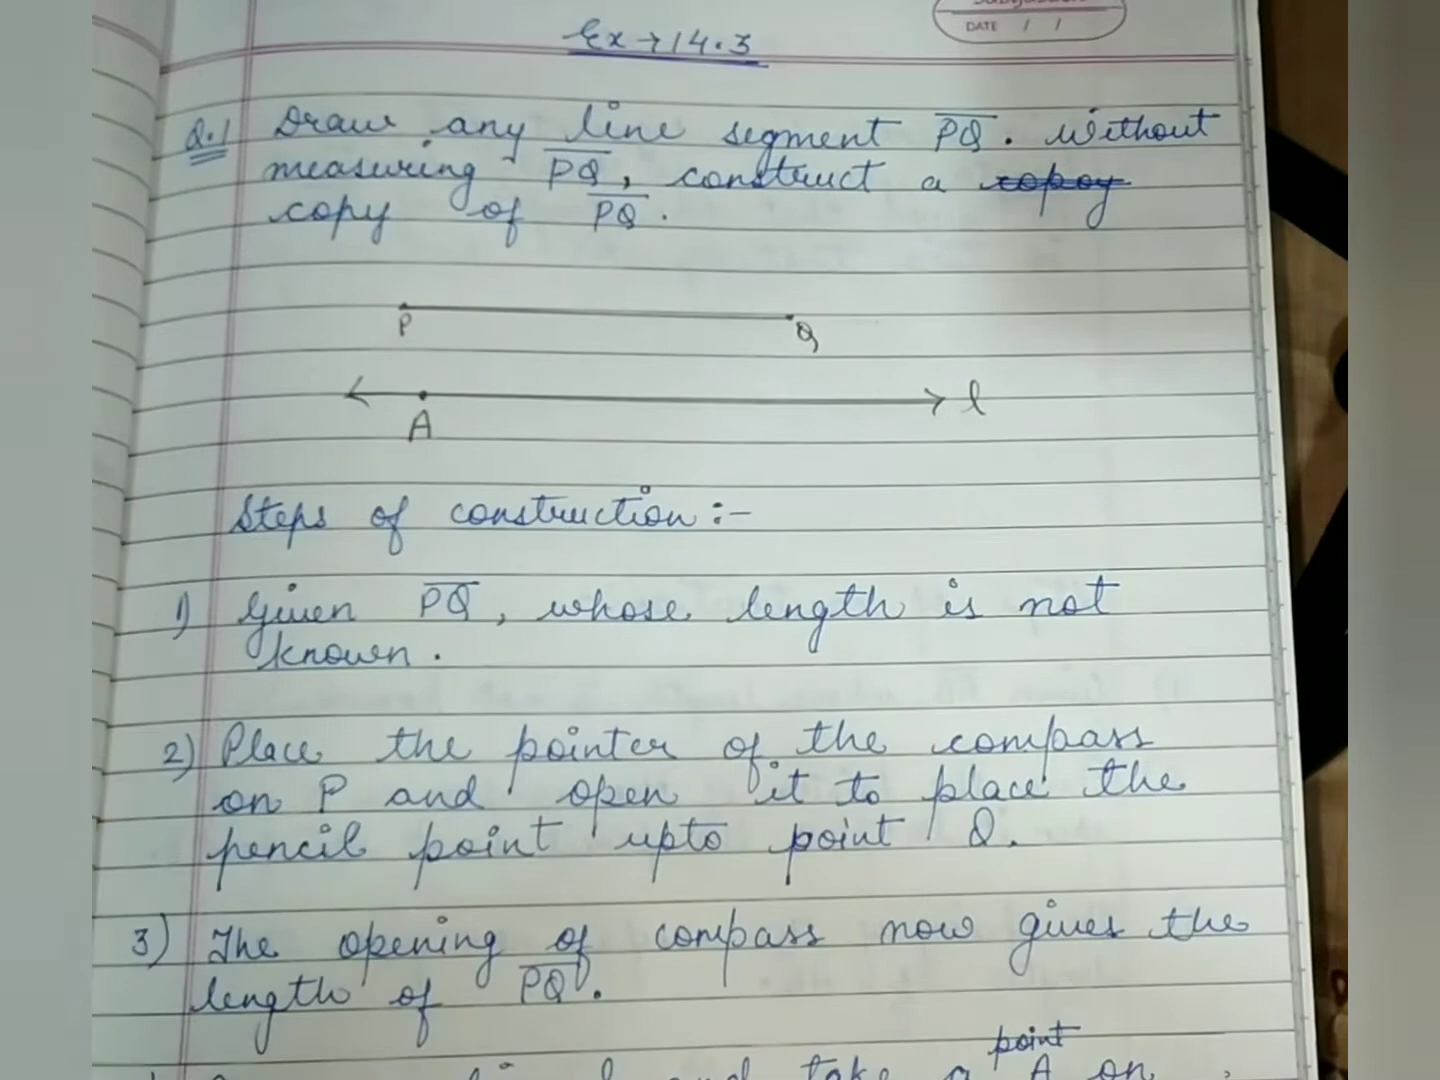 DATE / /
Ex → 14.3
Q.1 Draw any line segment PQ. Without
measuring PQ, construct a copoy
copy of PQ.
P
Q
A
l
Steps of construction :-
1) Given PQ, whose length is not
known.
2) Place the pointer of the compass
on P and open it to place the
pencil point upto point Q.
3) The opening of compass now gives the
length of PQ.
point
take a A on